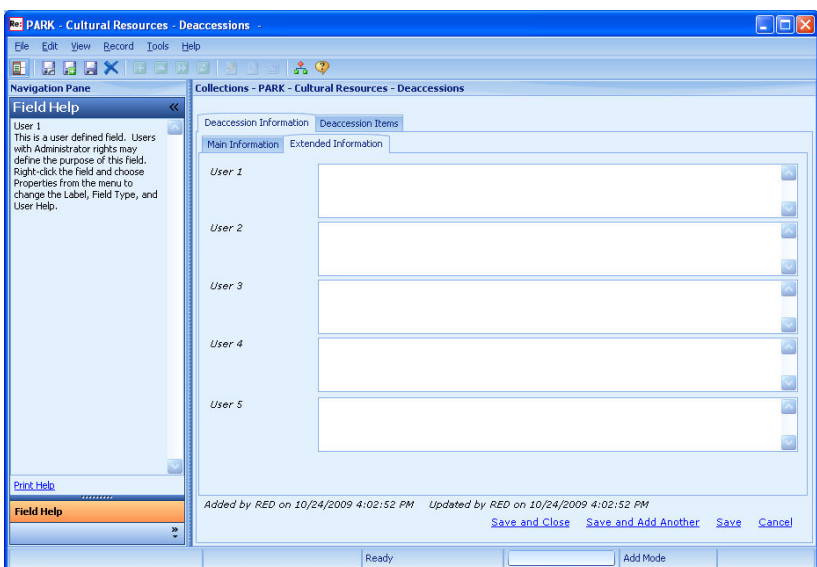 Re: PARK - Cultural Resources - Deaccessions -
File Edit View Record Tools Help
Navigation Pane
Collections - PARK - Cultural Resources - Deaccessions
Field Help «
User 1
This is a user defined field. Users
with Administrator rights may
define the purpose of this field.
Right-click the field and choose
Properties from the menu to
change the Label, Field Type, and
User Help.
Print Help
Field Help
Deaccession Information Deaccession Items
Main Information Extended Information
User 1
User 2
User 3
User 4
User 5
Added by RED on 10/24/2009 4:02:52 PM Updated by RED on 10/24/2009 4:02:52 PM
Save and Close Save and Add Another Save Cancel
Ready Add Mode